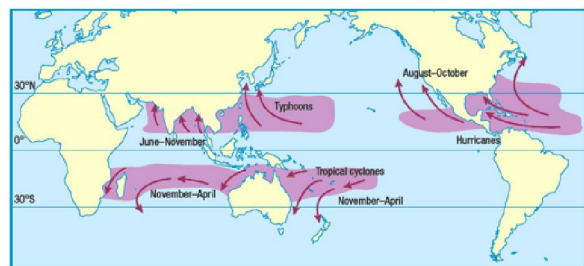 August–October
30°N
Typhoons
June–November
Hurricanes
0°
Tropical cyclones
November–April
November–April
30°S